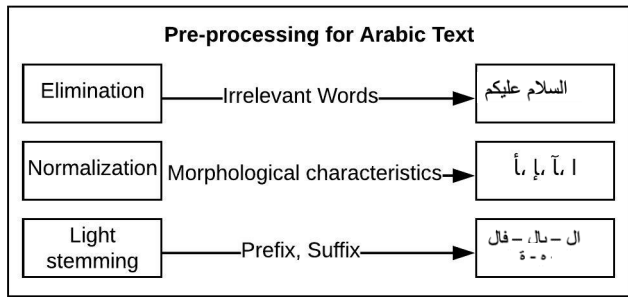 Pre-processing for Arabic Text
Elimination
Irrelevant Words
السلام عليكم
Normalization
Morphological characteristics
ا ،آ ،إ ،أ
Light
stemming
Prefix, Suffix
ال – بال – فال
ه - ة